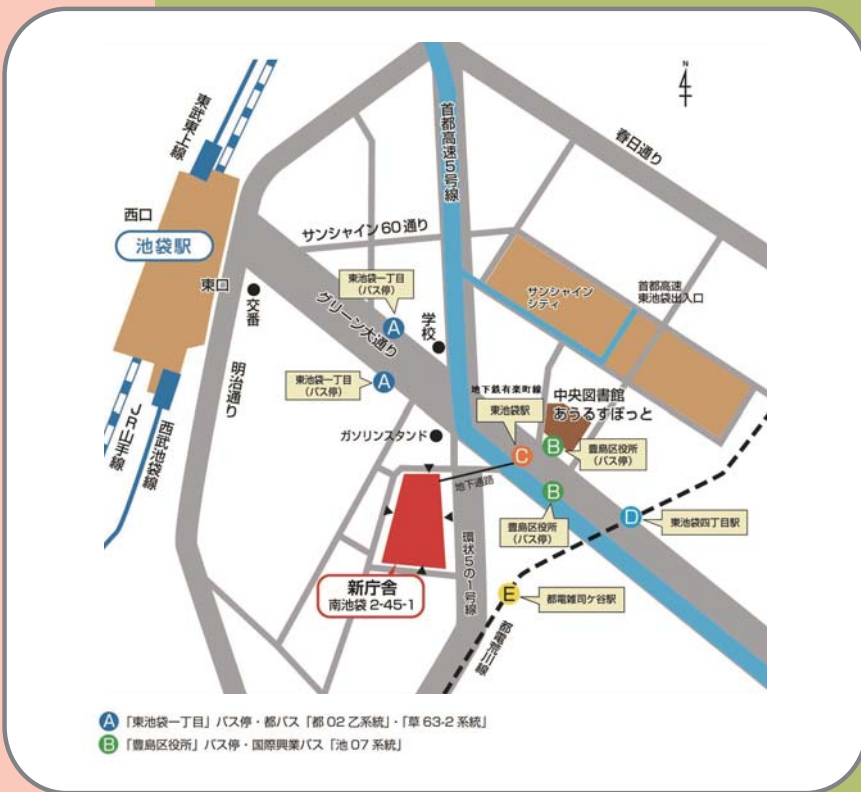 N
東武東上線
西口
池袋駅
東口
交番
明治通り
JR山手線
西武池袋線
サンシャイン60通り
東池袋一丁目
(バス停)
A
グリーン大通り
A
東池袋一丁目
(バス停)
学校
ガソリンスタンド
首都高速5号線
春日通り
サンシャイン
シティ
首都高速
東池袋出入口
地下鉄有楽町線
東池袋駅
C
中央図書館
あうるすぽっと
B
豊島区役所
(バス停)
B
豊島区役所
(バス停)
地下通路
新庁舎
南池袋 2-45-1
環状5の1号線
D
東池袋四丁目駅
E
都電雑司ケ谷駅
都電荒川線
A 「東池袋一丁目」バス停・都バス「都 02 乙系統」・「草 63-2 系統」
B 「豊島区役所」バス停・国際興業バス「池 07 系統」